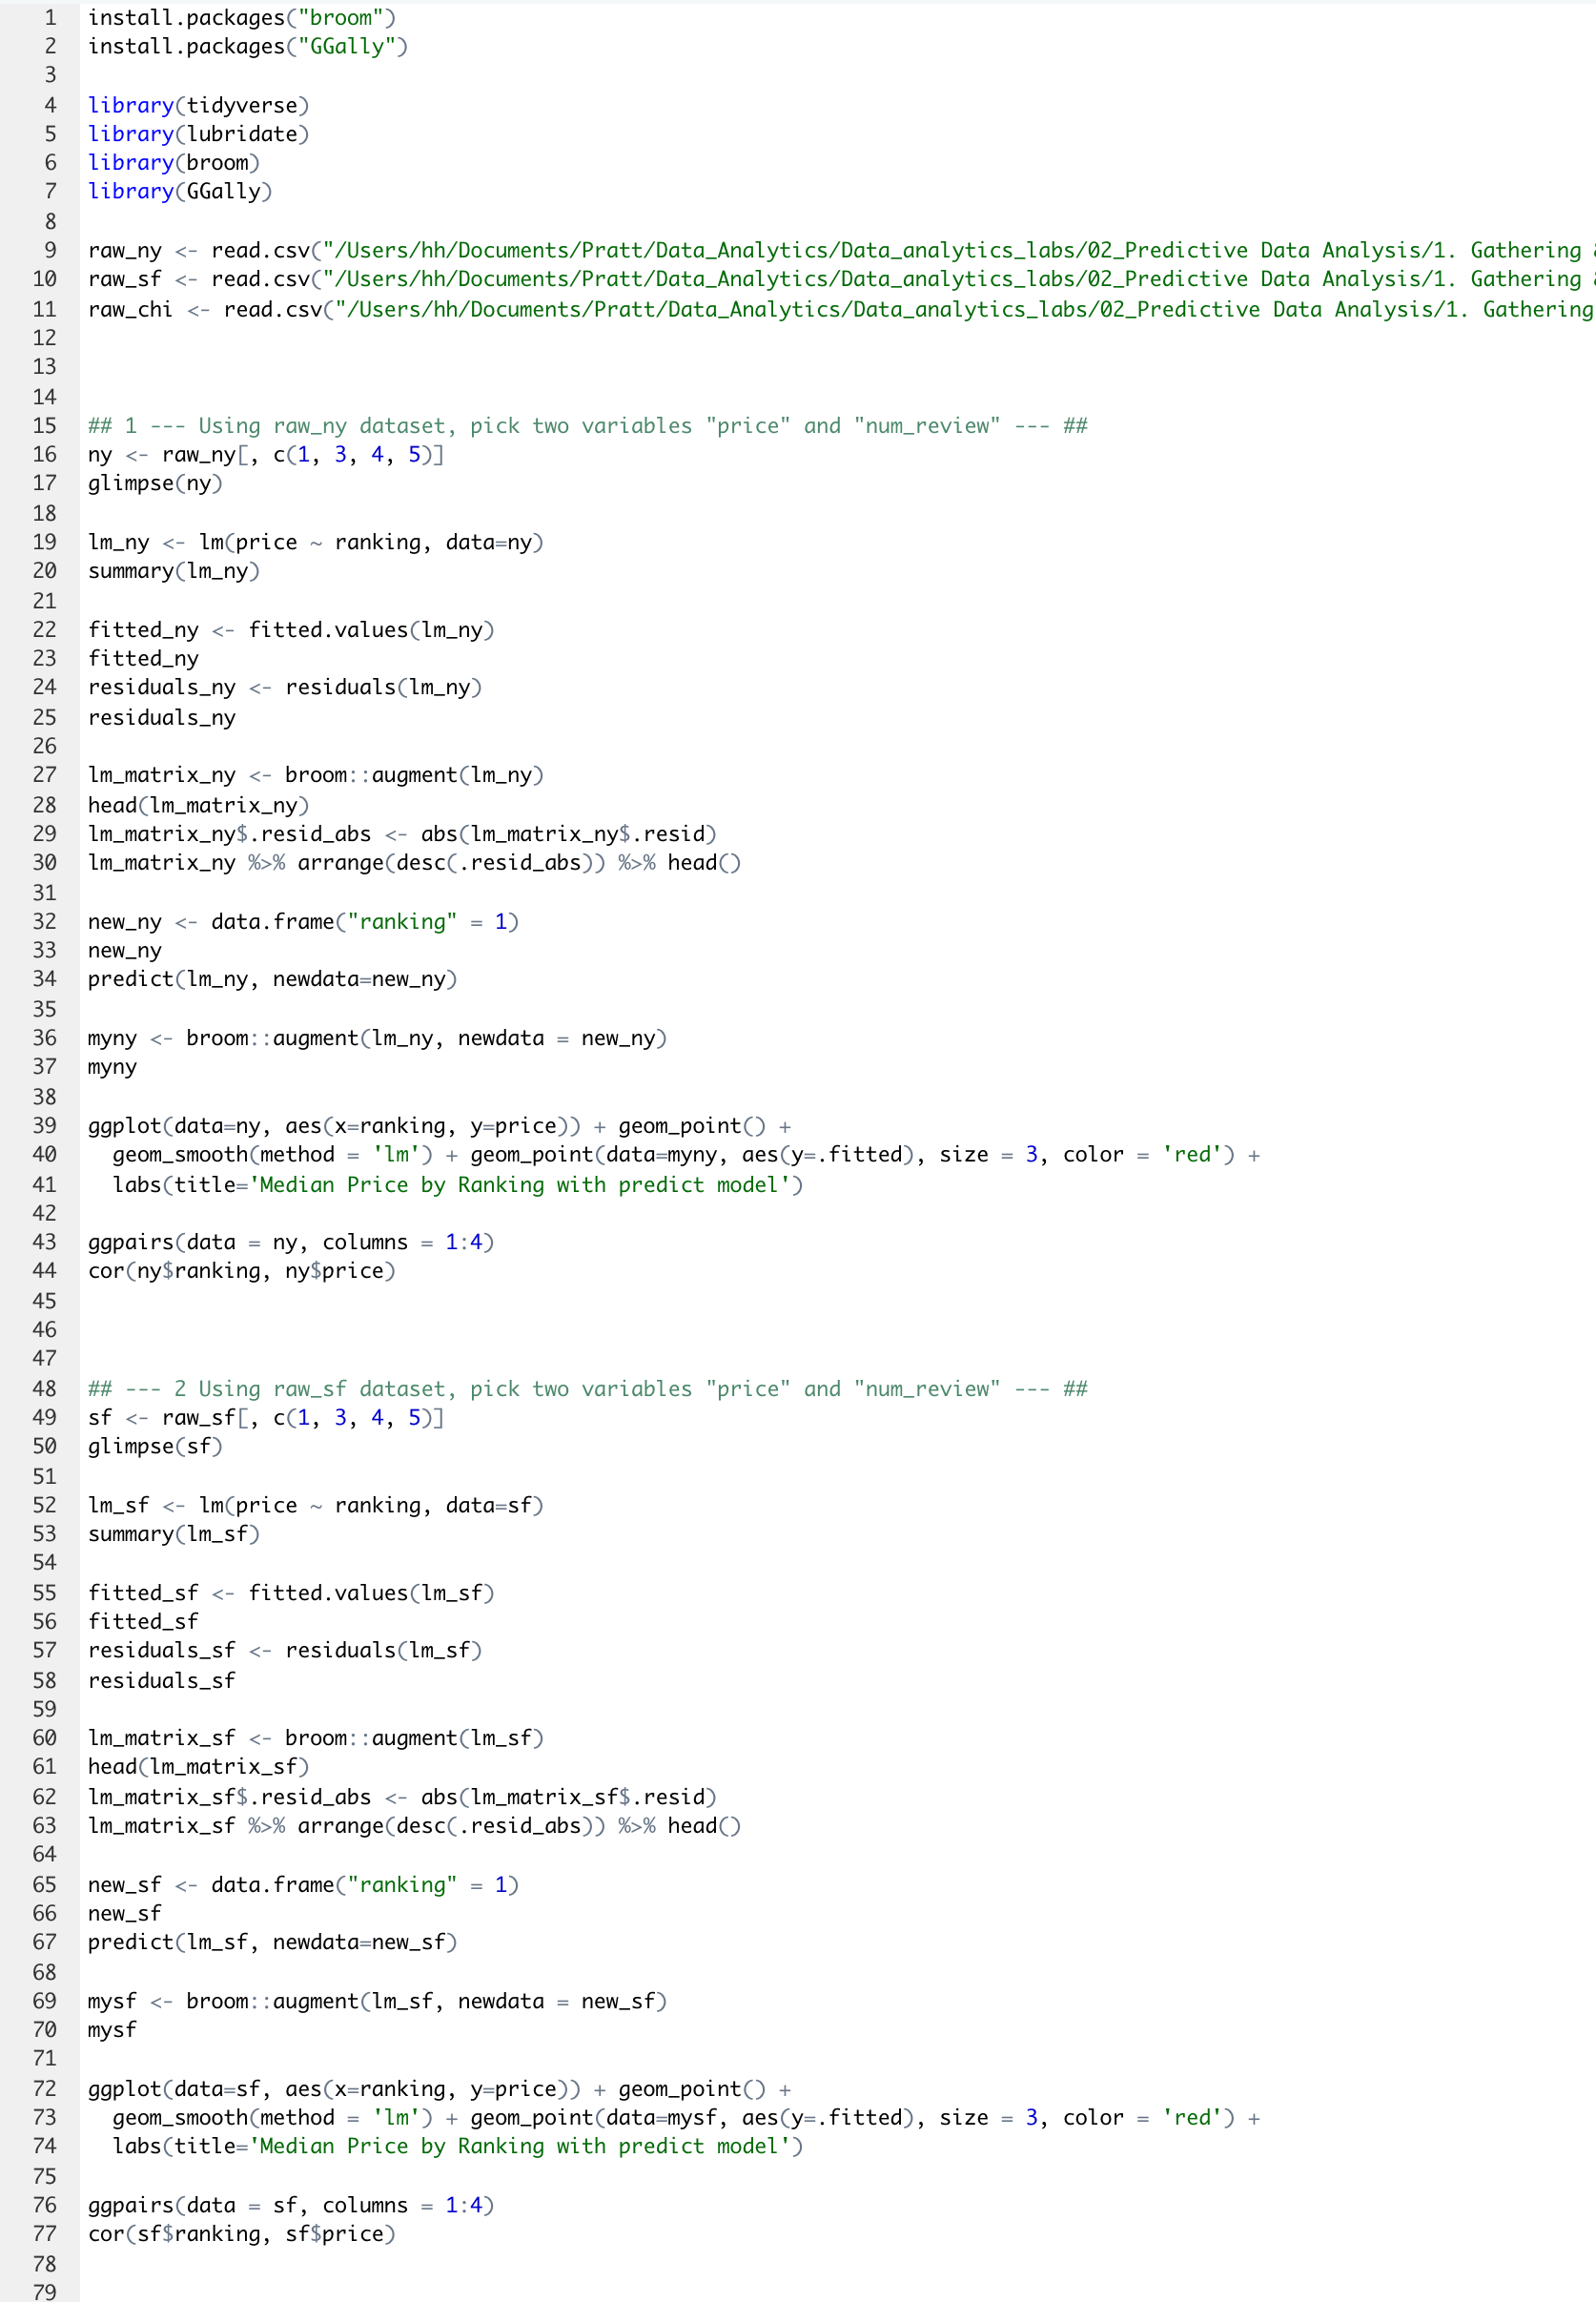 1 install.packages("broom")
2 install.packages("GGally")
3
4 library(tidyverse)
5 library(lubridate)
6 library(broom)
7 library(GGally)
8
9 raw_ny <- read.csv("/Users/hh/Documents/Pratt/Data_Analytics/Data_analytics_labs/02_Predictive Data Analysis/1. Gathering
10 raw_sf <- read.csv("/Users/hh/Documents/Pratt/Data_Analytics/Data_analytics_labs/02_Predictive Data Analysis/1. Gathering
11 raw_chi <- read.csv("/Users/hh/Documents/Pratt/Data_Analytics/Data_analytics_labs/02_Predictive Data Analysis/1. Gathering
12
13
14
15 ## 1 --- Using raw_ny dataset, pick two variables "price" and "num_review" --- ##
16 ny <- raw_ny[, c(1, 3, 4, 5)]
17 glimpse(ny)
18
19 lm_ny <- lm(price ~ ranking, data=ny)
20 summary(lm_ny)
21
22 fitted_ny <- fitted.values(lm_ny)
23 fitted_ny
24 residuals_ny <- residuals(lm_ny)
25 residuals_ny
26
27 lm_matrix_ny <- broom::augment(lm_ny)
28 head(lm_matrix_ny)
29 lm_matrix_ny$.resid_abs <- abs(lm_matrix_ny$.resid)
30 lm_matrix_ny %>% arrange(desc(.resid_abs)) %>% head()
31
32 new_ny <- data.frame("ranking" = 1)
33 new_ny
34 predict(lm_ny, newdata=new_ny)
35
36 myny <- broom::augment(lm_ny, newdata = new_ny)
37 myny
38
39 ggplot(data=ny, aes(x=ranking, y=price)) + geom_point() +
40   geom_smooth(method = 'lm') + geom_point(data=myny, aes(y=.fitted), size = 3, color = 'red') +
41   labs(title='Median Price by Ranking with predict model')
42
43 ggpairs(data = ny, columns = 1:4)
44 cor(ny$ranking, ny$price)
45
46
47
48 ## --- 2 Using raw_sf dataset, pick two variables "price" and "num_review" --- ##
49 sf <- raw_sf[, c(1, 3, 4, 5)]
50 glimpse(sf)
51
52 lm_sf <- lm(price ~ ranking, data=sf)
53 summary(lm_sf)
54
55 fitted_sf <- fitted.values(lm_sf)
56 fitted_sf
57 residuals_sf <- residuals(lm_sf)
58 residuals_sf
59
60 lm_matrix_sf <- broom::augment(lm_sf)
61 head(lm_matrix_sf)
62 lm_matrix_sf$.resid_abs <- abs(lm_matrix_sf$.resid)
63 lm_matrix_sf %>% arrange(desc(.resid_abs)) %>% head()
64
65 new_sf <- data.frame("ranking" = 1)
66 new_sf
67 predict(lm_sf, newdata=new_sf)
68
69 mysf <- broom::augment(lm_sf, newdata = new_sf)
70 mysf
71
72 ggplot(data=sf, aes(x=ranking, y=price)) + geom_point() +
73   geom_smooth(method = 'lm') + geom_point(data=mysf, aes(y=.fitted), size = 3, color = 'red') +
74   labs(title='Median Price by Ranking with predict model')
75
76 ggpairs(data = sf, columns = 1:4)
77 cor(sf$ranking, sf$price)
78
79